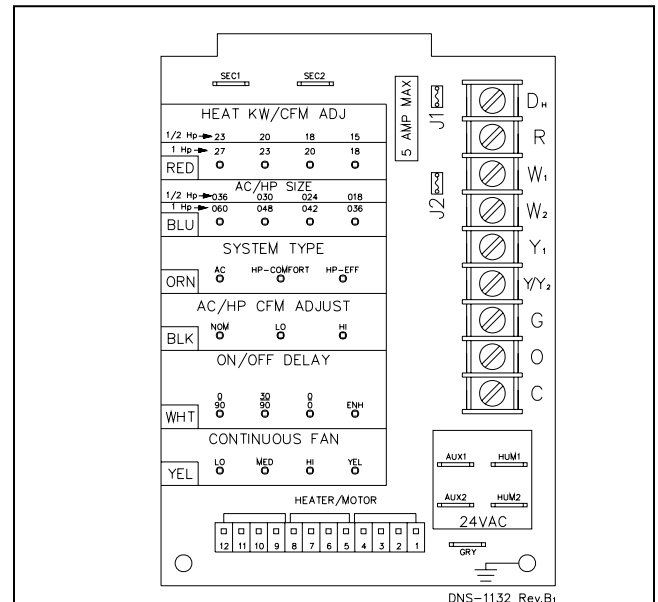 SEC1 SEC2
HEAT KW/CFM ADJ
1/2 Hp 23 20 18 15
1 Hp 27 23 20 18
RED
AC/HP SIZE
1/2 Hp 036 030 024 018
1 Hp 060 048 042 036
BLU
SYSTEM TYPE
AC HP-COMFORT HP-EFF
ORN
AC/HP CFM ADJUST
NOM LO HI
BLK
ON/OFF DELAY
0 30 0
90 90 0 ENH
WHT
CONTINUOUS FAN
LO MED HI YEL
YEL
HEATER/MOTOR
12 11 10 9 8 7 6 5 4 3 2 1
5 AMP MAX
J1
J2
DH
R
W1
W2
Y1
Y/Y2
G
O
C
AUX1 HUM1
AUX2 HUM2
24VAC
GRY
DNS-1132 Rev.B1